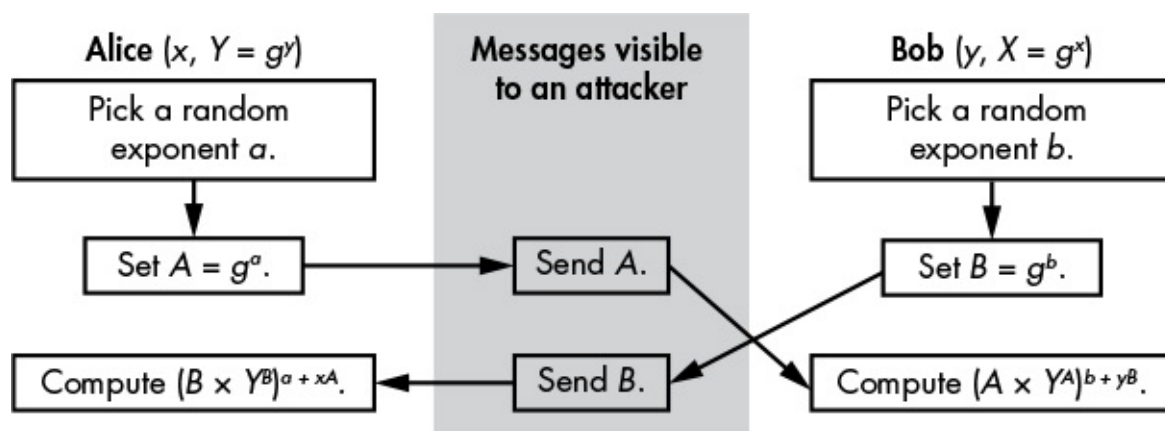 Alice (x, Y = gʸ)
Pick a random
exponent a.
Set A = gᵃ.
Compute (B × Yᴮ)ᵃ ⁺ ˣᴬ.
Messages visible
to an attacker
Send A.
Send B.
Bob (y, X = gˣ)
Pick a random
exponent b.
Set B = gᵇ.
Compute (A × Yᴬ)ᵇ ⁺ ʸᴮ.